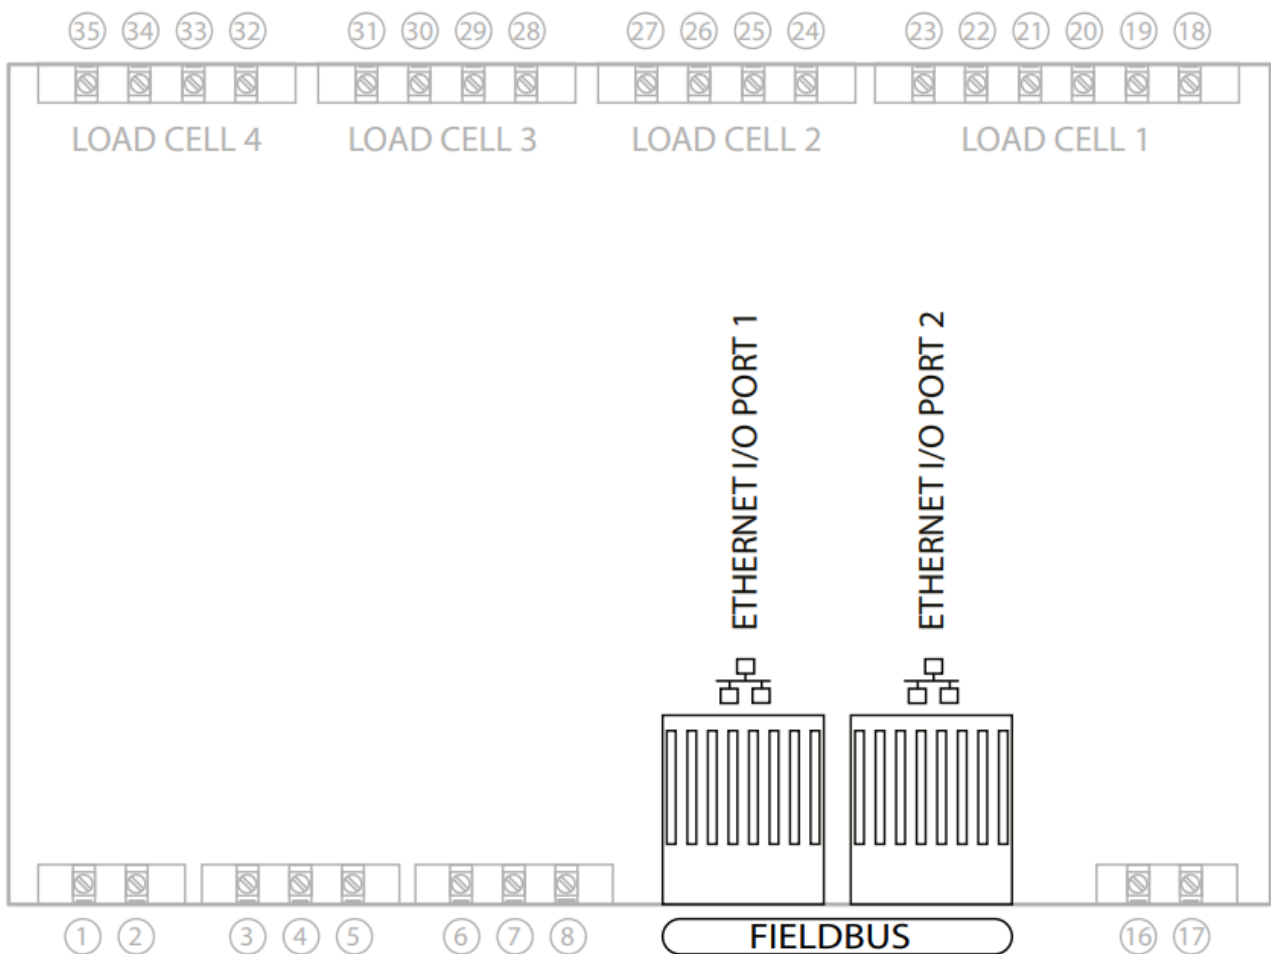 35 34 33 32 31 30 29 28 27 26 25 24 23 22 21 20 19 18
LOAD CELL 4 LOAD CELL 3 LOAD CELL 2 LOAD CELL 1
ETHERNET I/O PORT 1
ETHERNET I/O PORT 2
1 2 3 4 5 6 7 8 FIELDBUS 16 17